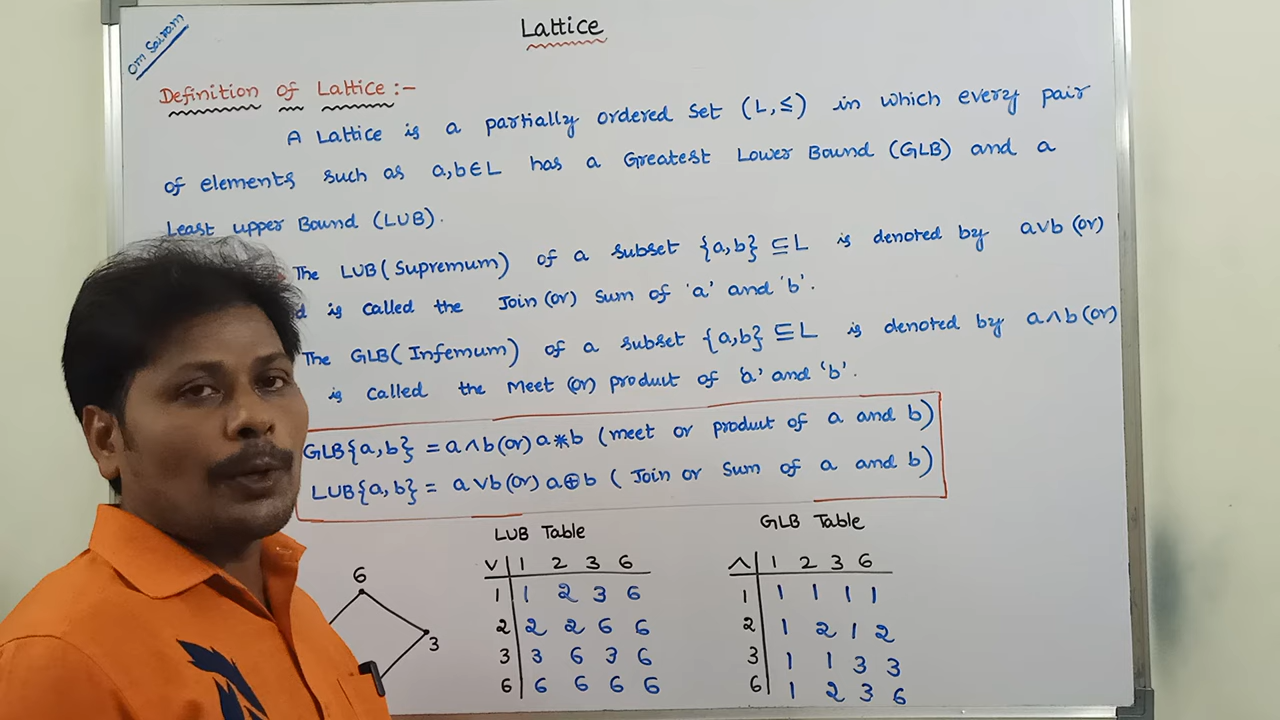 Om Sairam
Lattice
Definition of Lattice :-
A Lattice is a partially ordered set (L,≤) in which every pair
of elements such as a,b∈L has a Greatest Lower Bound (GLB) and a
Least upper Bound (LUB).
The LUB(Supremum) of a subset {a,b} ⊆L is denoted by a∨b (or)
is called the Join (or) sum of 'a' and 'b'.
The GLB(Infemum) of a subset {a,b} ⊆L is denoted by a∧b(or)
is called the Meet (or) product of 'a' and 'b'.
GLB{a,b} = a∧b(or) a*b (meet or product of a and b)
LUB{a,b} = a∨b(or) a⊕b ( Join or sum of a and b)
6
3
LUB Table
∨ 1 2 3 6
1 1 2 3 6
2 2 2 6 6
3 3 6 3 6
6 6 6 6 6
GLB Table
∧ 1 2 3 6
1 1 1 1 1
2 1 2 1 2
3 1 1 3 3
6 1 2 3 6